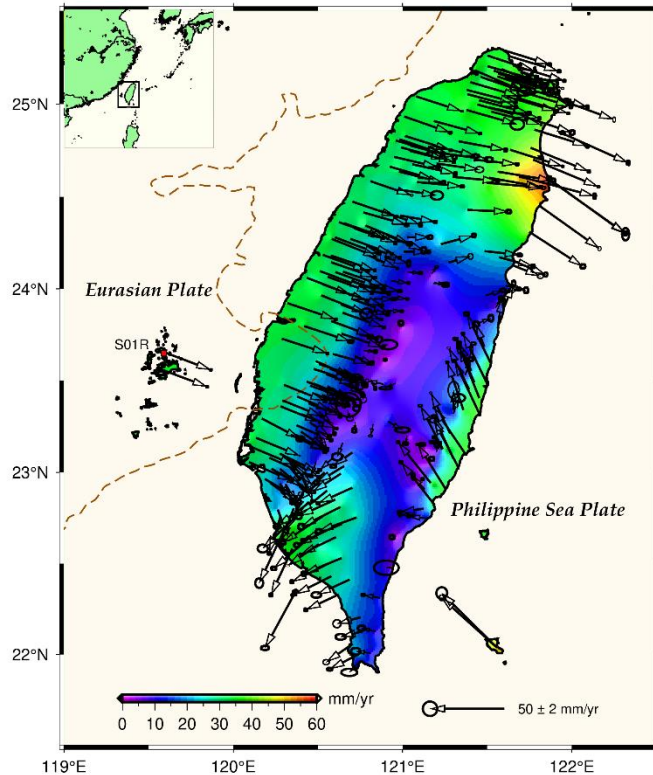 25°N
24°N
23°N
22°N
Eurasian Plate
S01R
Philippine Sea Plate
mm/yr
0 10 20 30 40 50 60
50 ± 2 mm/yr
119°E 120°E 121°E 122°E